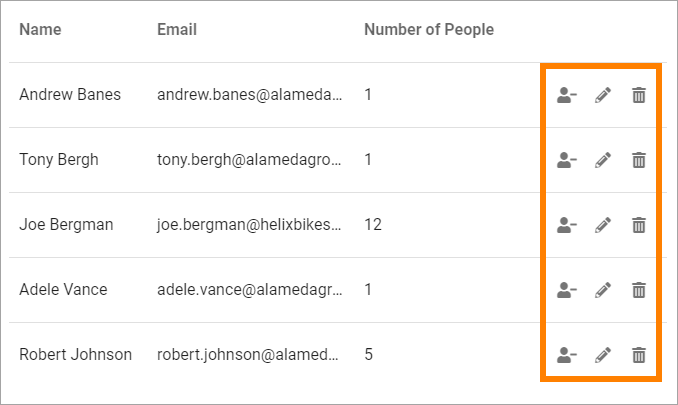 Name Email Number of People
Andrew Banes andrew.banes@alameda... 1
Tony Bergh tony.bergh@alamedagro... 1
Joe Bergman joe.bergman@helixbikes... 12
Adele Vance adele.vance@alamedagr... 1
Robert Johnson robert.johnson@alamed... 5